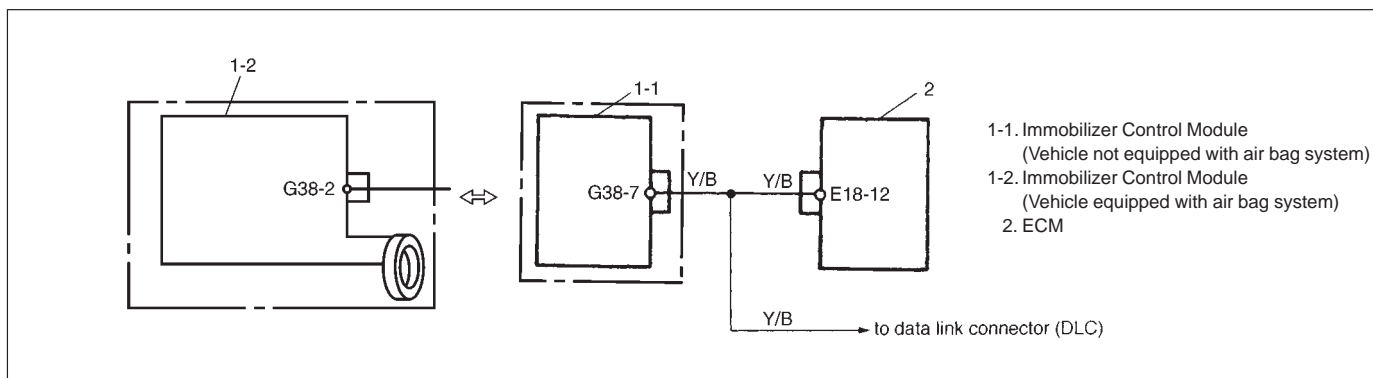 1-2
G38-2
1-1
G38-7
Y/B
Y/B
2
E18-12
Y/B
to data link connector (DLC)
1-1. Immobilizer Control Module
(Vehicle not equipped with air bag system)
1-2. Immobilizer Control Module
(Vehicle equipped with air bag system)
2. ECM